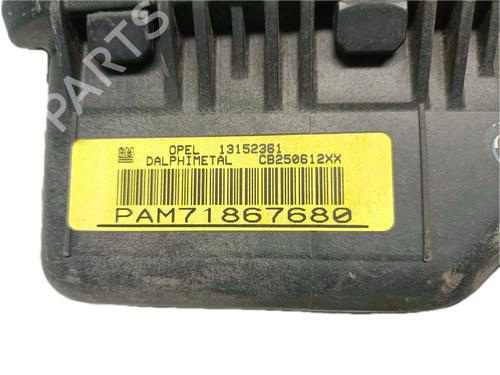 B-PARTS
GM OPEL 13152361
DALPHIMETAL CB250612XX
PAM71867680